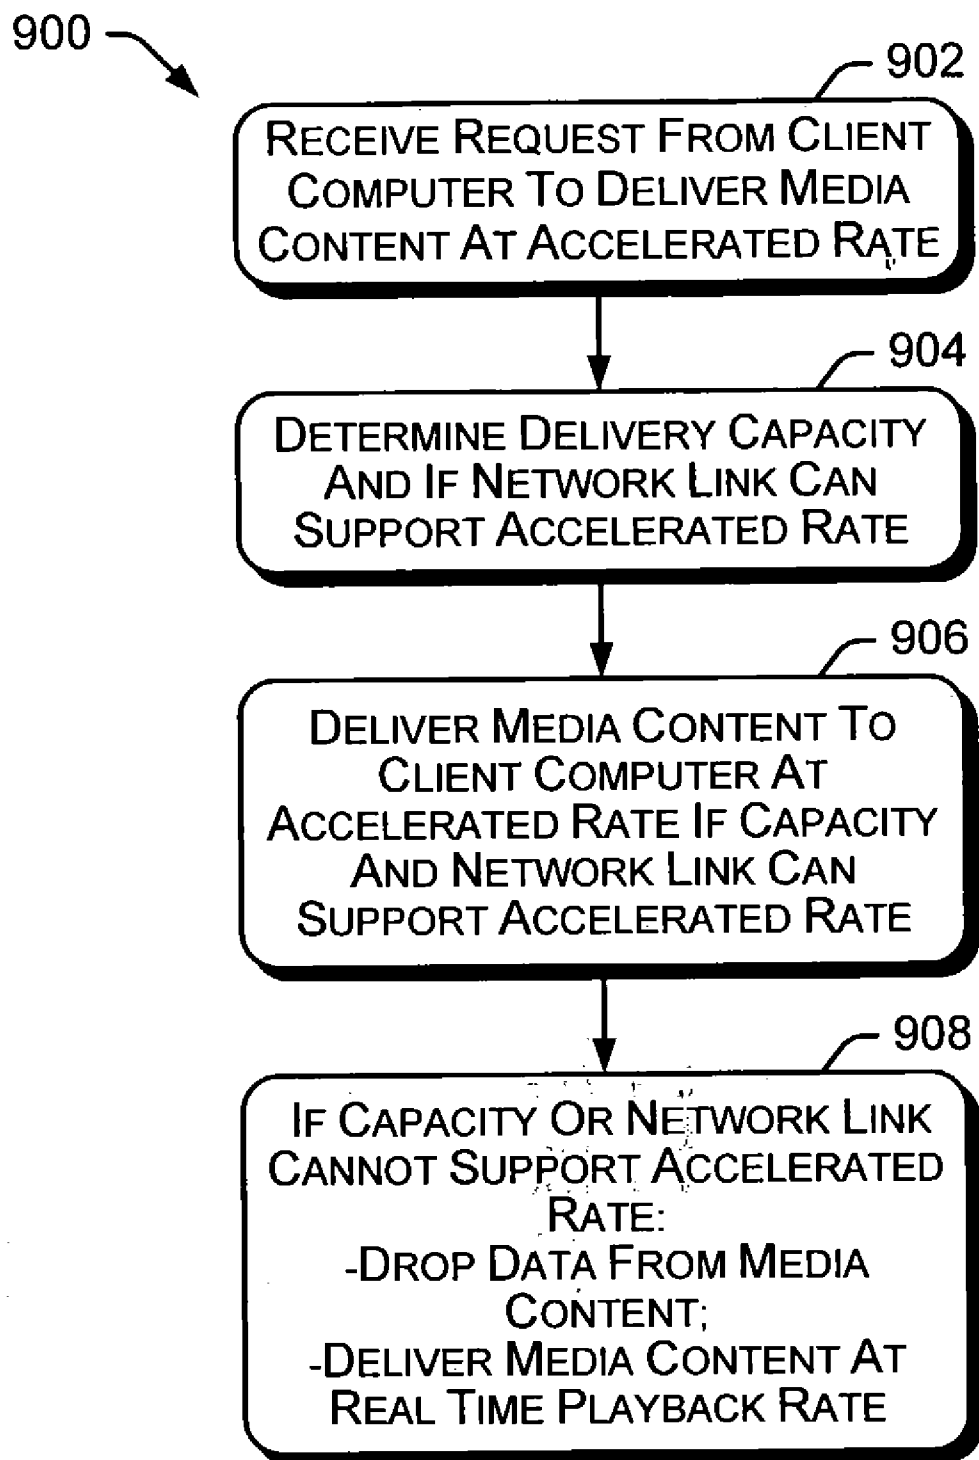 900
902
RECEIVE REQUEST FROM CLIENT
COMPUTER TO DELIVER MEDIA
CONTENT AT ACCELERATED RATE
904
DETERMINE DELIVERY CAPACITY
AND IF NETWORK LINK CAN
SUPPORT ACCELERATED RATE
906
DELIVER MEDIA CONTENT TO
CLIENT COMPUTER AT
ACCELERATED RATE IF CAPACITY
AND NETWORK LINK CAN
SUPPORT ACCELERATED RATE
908
IF CAPACITY OR NETWORK LINK
CANNOT SUPPORT ACCELERATED
RATE:
-DROP DATA FROM MEDIA
CONTENT;
-DELIVER MEDIA CONTENT AT
REAL TIME PLAYBACK RATE